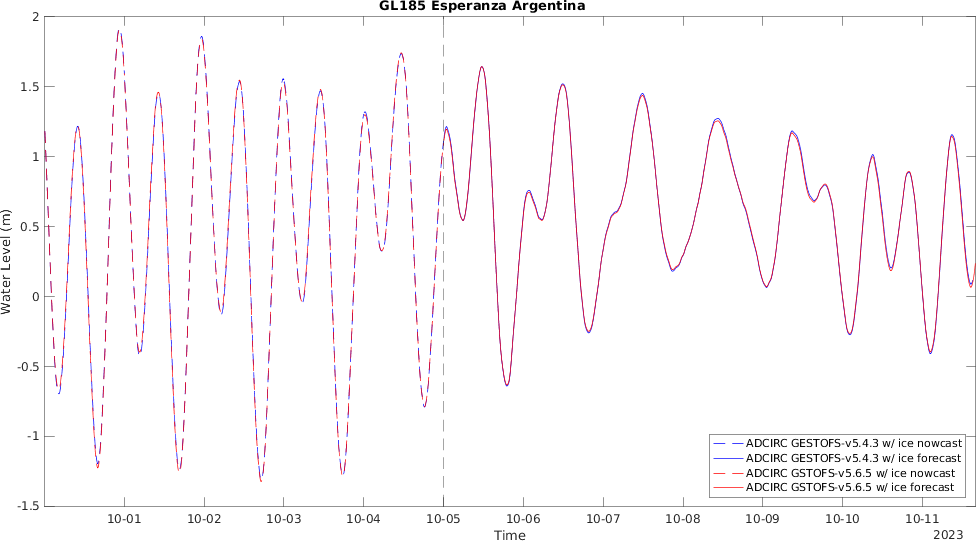 GL185 Esperanza Argentina
2
1.5
1
0.5
0
-0.5
-1
-1.5
Water Level (m)
10-01 10-02 10-03 10-04 10-05 10-06 10-07 10-08 10-09 10-10 10-11
Time
2023
ADCIRC GESTOFS-v5.4.3 w/ ice nowcast
ADCIRC GESTOFS-v5.4.3 w/ ice forecast
ADCIRC GSTOFS-v5.6.5 w/ ice nowcast
ADCIRC GSTOFS-v5.6.5 w/ ice forecast